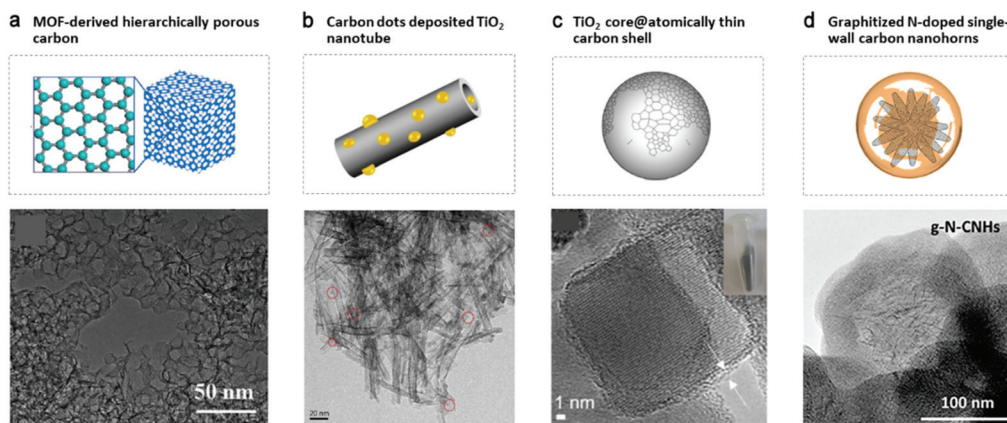 a MOF-derived hierarchically porous
carbon
b Carbon dots deposited TiO₂
nanotube
c TiO₂ core@atomically thin
carbon shell
d Graphitized N-doped single-
wall carbon nanohorns
50 nm
20 nm
1 nm
g-N-CNHs
100 nm